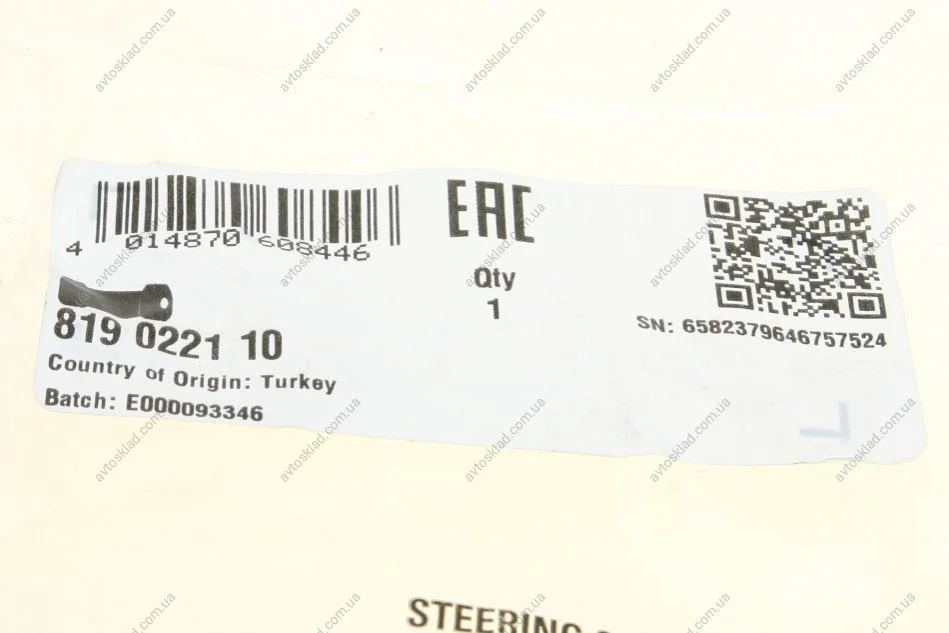 4 014870 608446
EAC
Qty
1
819 0221 10
Country of Origin: Turkey
Batch: E000093346
SN: 6582379646757524
STEERING
avtosklad.com.ua